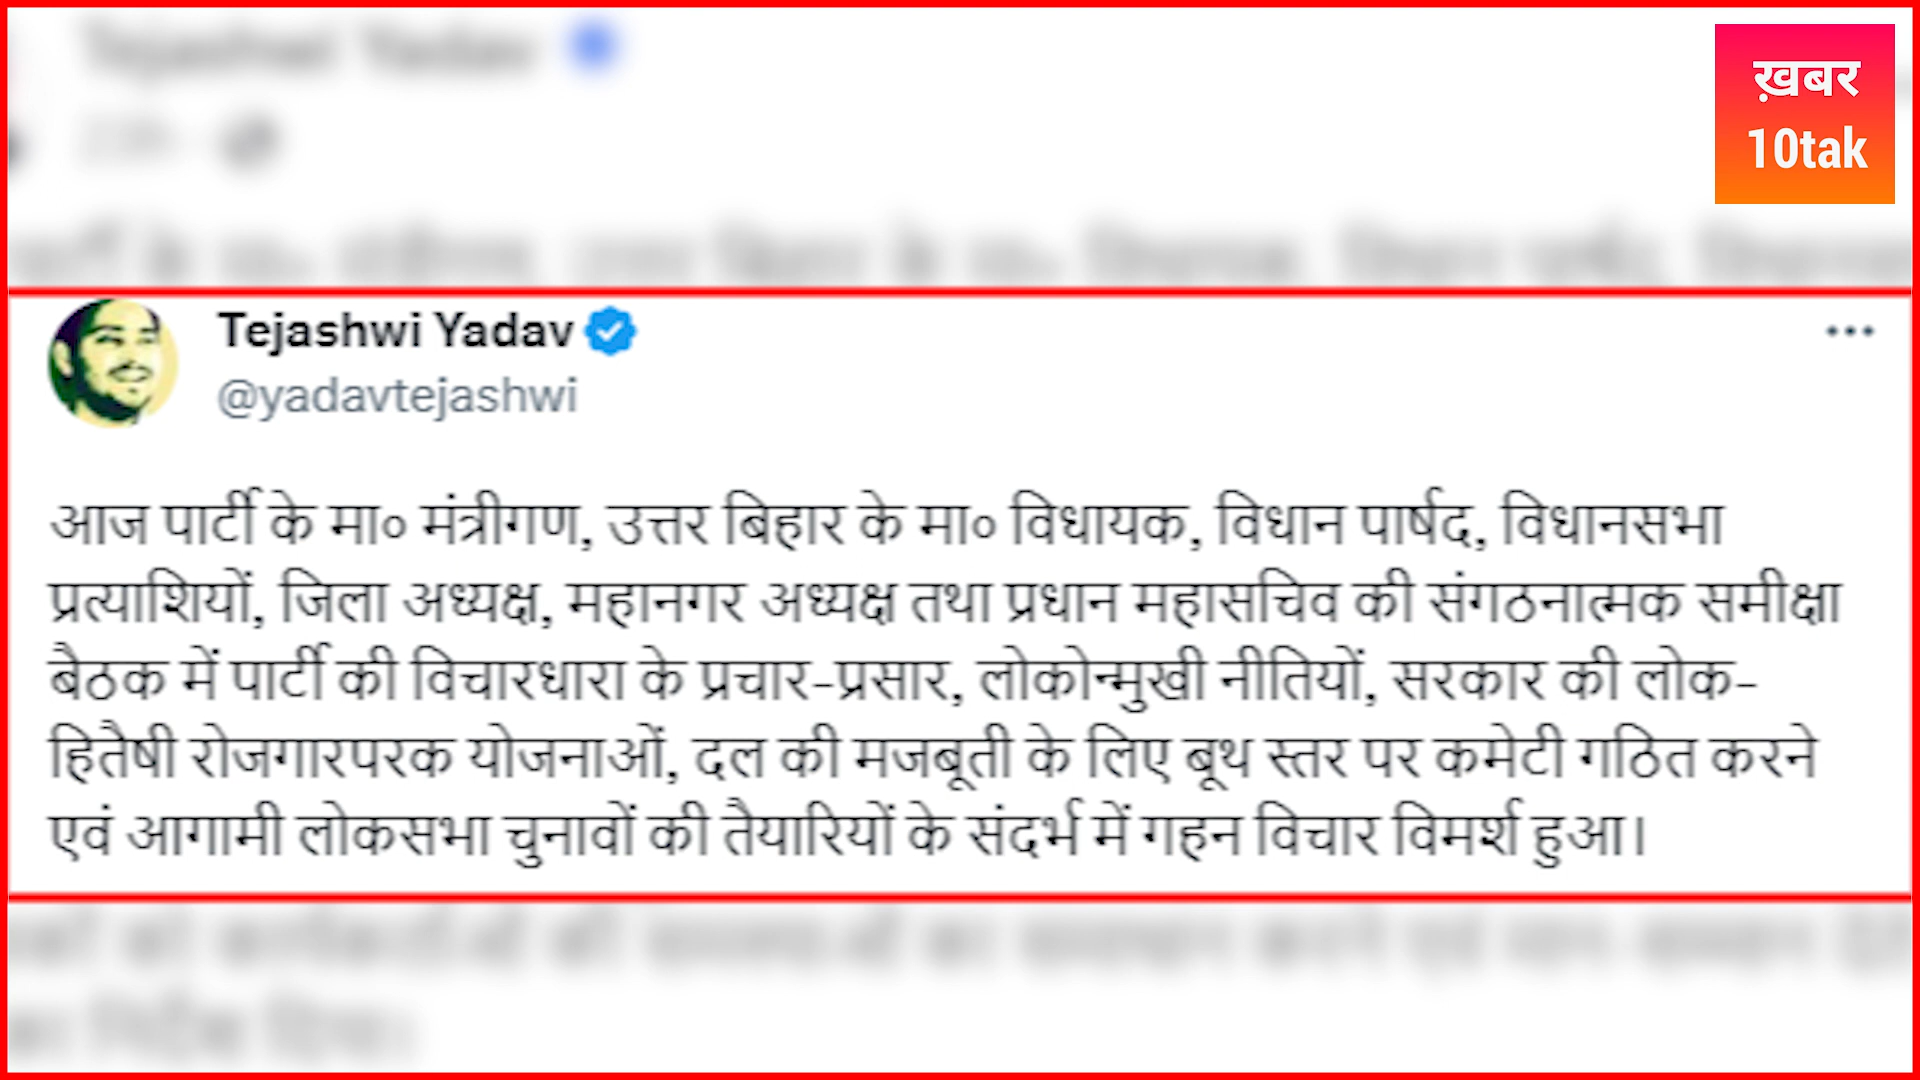 ख़बर
10tak
Tejashwi Yadav
@yadavtejashwi
आज पार्टी के मा० मंत्रीगण, उत्तर बिहार के मा० विधायक, विधान पार्षद, विधानसभा
प्रत्याशियों, जिला अध्यक्ष, महानगर अध्यक्ष तथा प्रधान महासचिव की संगठनात्मक समीक्षा
बैठक में पार्टी की विचारधारा के प्रचार-प्रसार, लोकोन्मुखी नीतियों, सरकार की लोक-
हितैषी रोजगारपरक योजनाओं, दल की मजबूती के लिए बूथ स्तर पर कमेटी गठित करने
एवं आगामी लोकसभा चुनावों की तैयारियों के संदर्भ में गहन विचार विमर्श हुआ।